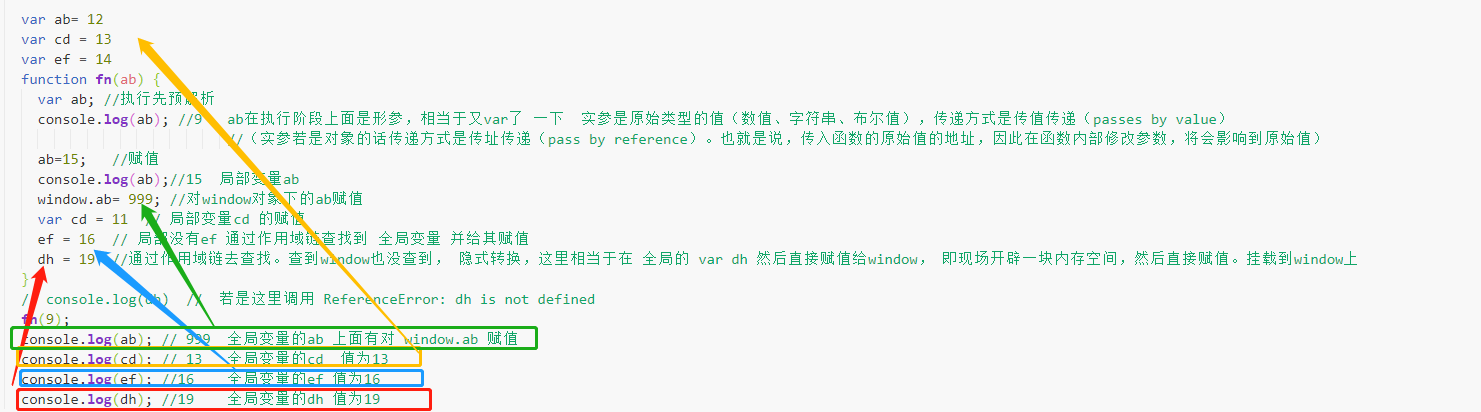 var ab= 12
var cd = 13
var ef = 14
function fn(ab) {
var ab; //执行先预解析
console.log(ab); //9 ab在执行阶段上面是形参，相当于又var了 一下 实参是原始类型的值（数值、字符串、布尔值），传递方式是传值传递（passes by value）
//（实参若是对象的话传递方式是传址传递（pass by reference）。也就是说，传入函数的原始值的地址，因此在函数内部修改参数，将会影响到原始值）
ab=15; //赋值
console.log(ab);//15 局部变量ab
window.ab= 999; //对window对象下的ab赋值
var cd = 11 // 局部变量cd 的赋值
ef = 16 // 局部没有ef 通过作用域链查找到 全局变量 并给其赋值
dh = 19 //通过作用域链去查找。查到window也没查到， 隐式转换，这里相当于在 全局的 var dh 然后直接赋值给window， 即现场开辟一块内存空间，然后直接赋值。挂载到window上
}
// console.log(dh) // 若是这里调用 ReferenceError: dh is not defined
fn(9);
console.log(ab); // 999 全局变量的ab 上面有对 window.ab 赋值
console.log(cd); // 13 全局变量的cd 值为13
console.log(ef); //16 全局变量的ef 值为16
console.log(dh); //19 全局变量的dh 值为19